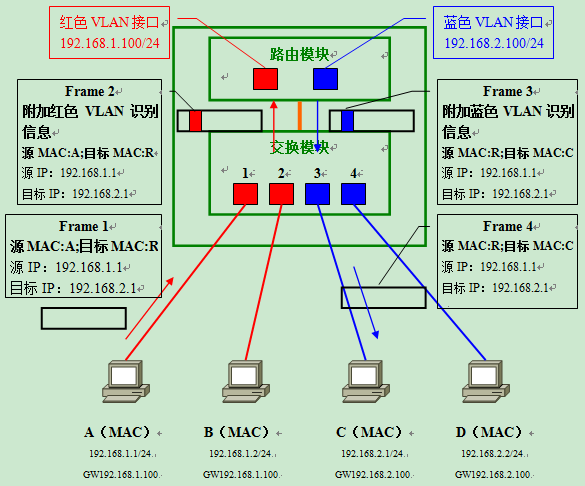 红色 VLAN 接口
192.168.1.100/24
蓝色 VLAN 接口
192.168.2.100/24
路由模块
Frame 2
附加红色 VLAN 识别
信息
源 MAC:A;目标 MAC:R
源 IP：192.168.1.1
目标 IP：192.168.2.1
Frame 3
附加蓝色 VLAN 识别
信息
源 MAC:R;目标 MAC:C
源 IP：192.168.1.1
目标 IP：192.168.2.1
交换模块
1 2 3 4
Frame 1
源 MAC:A;目标 MAC:R
源 IP：192.168.1.1
目标 IP：192.168.2.1
Frame 4
源 MAC:R;目标 MAC:C
源 IP：192.168.1.1
目标 IP：192.168.2.1
A（MAC） B（MAC） C（MAC） D（MAC）
192.168.1.1/24. 192.168.1.2/24. 192.168.2.1/24. 192.168.2.2/24.
GW192.168.1.100. GW192.168.1.100. GW192.168.2.100. GW192.168.2.100.